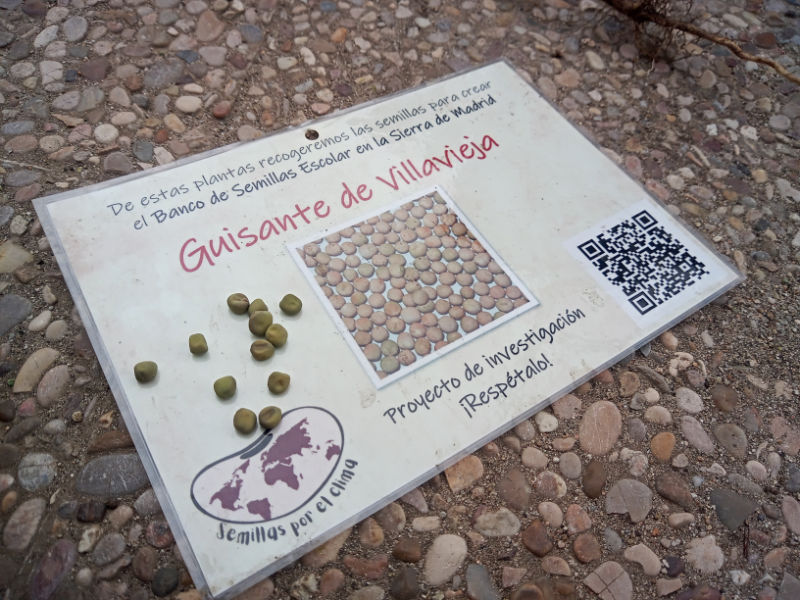 De estas plantas recogeremos las semillas para crear
el Banco de Semillas Escolar en la Sierra de Madrid
Guisante de Villavieja
Proyecto de investigación
¡Respétalo!
Semillas por el Clima